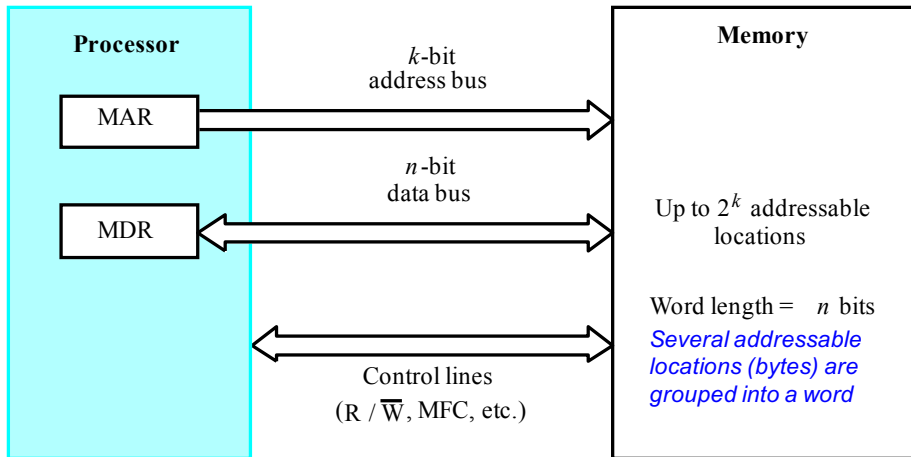 Processor
MAR
MDR
k-bit
address bus
n-bit
data bus
Control lines
(R / W̅, MFC, etc.)
Memory
Up to 2^k addressable
locations
Word length = n bits
Several addressable
locations (bytes) are
grouped into a word